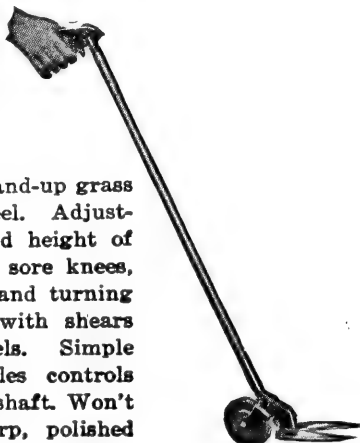 and-up grass
el. Adjust-
d height of
sore knees,
and turning
with shears
els. Simple
les controls
shaft. Won't
rp, polished